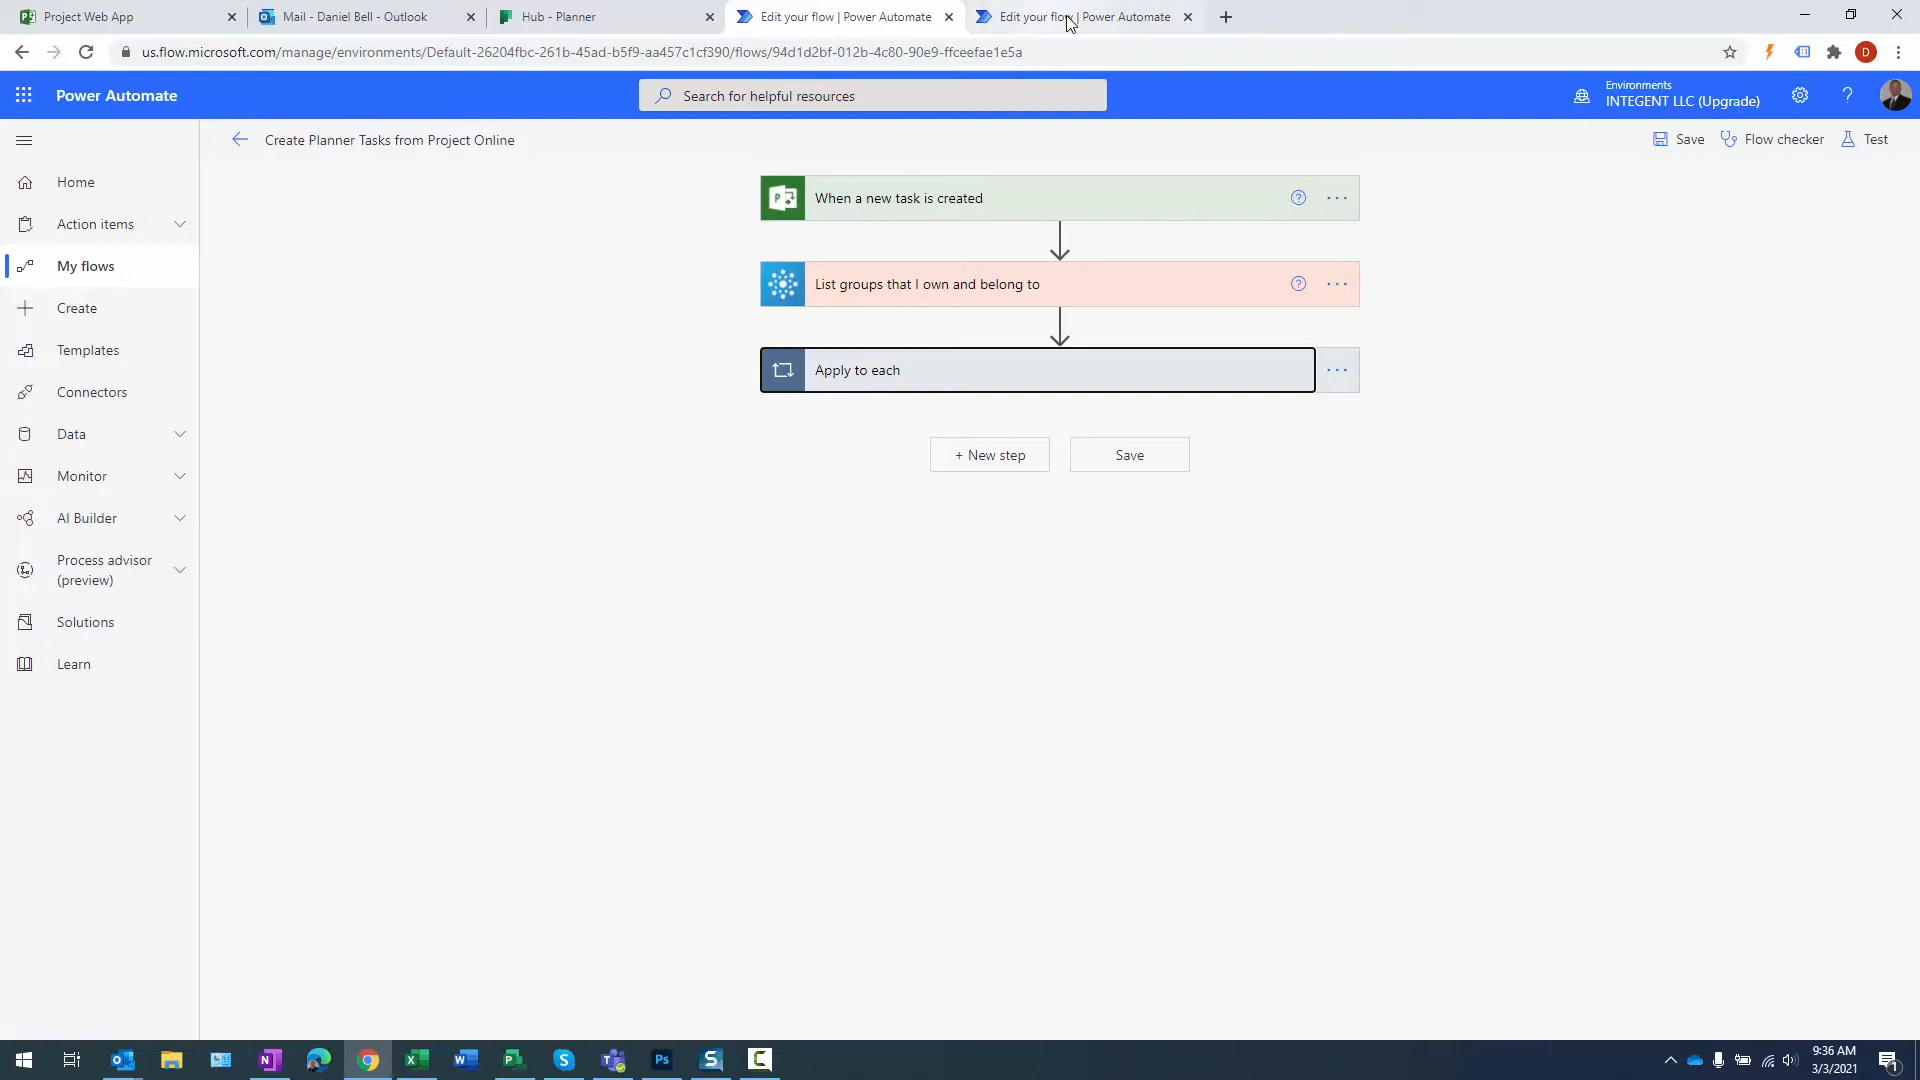 Project Web App
Mail - Daniel Bell - Outlook
Hub - Planner
Edit your flow | Power Automate
Edit your flow | Power Automate
us.flow.microsoft.com/manage/environments/Default-26204fbc-261b-45ad-b5f9-aa457c1cf390/flows/94d1d2bf-012b-4c80-90e9-ffceefae1e5a
D
Power Automate
Search for helpful resources
Environments
INTEGENT LLC (Upgrade)
Create Planner Tasks from Project Online
Save
Flow checker
Test
Home
Action items
My flows
Create
Templates
Connectors
Data
Monitor
AI Builder
Process advisor
(preview)
Solutions
Learn
When a new task is created
List groups that I own and belong to
Apply to each
+ New step
Save
9:36 AM
3/3/2021
1